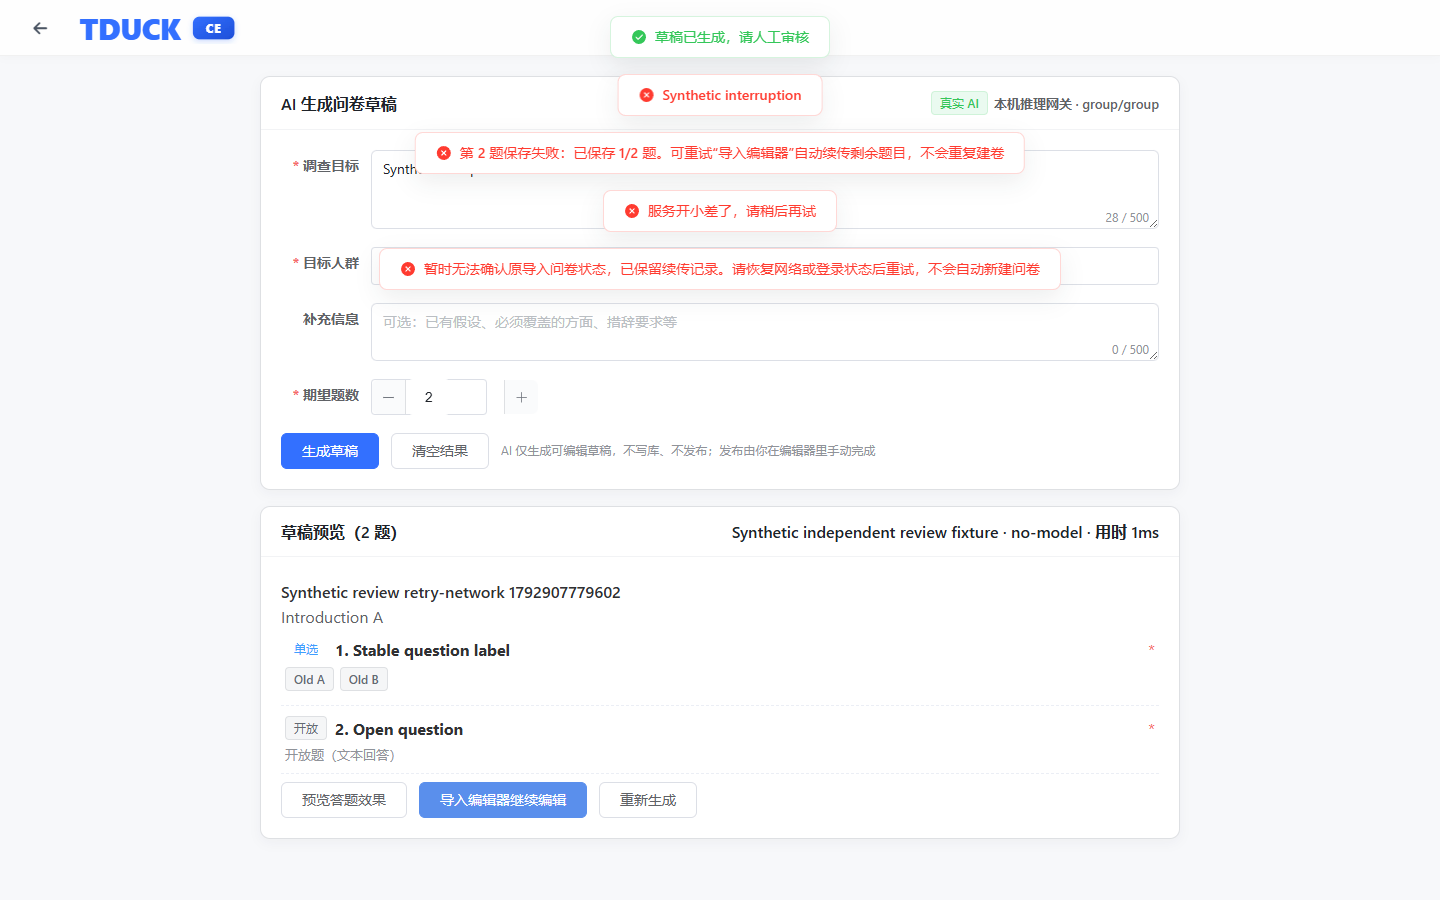 TDUCK CE
草稿已生成，请人工审核
Synthetic interruption
AI 生成问卷草稿
真实 AI 本机推理网关 · group/group
第 2 题保存失败：已保存 1/2 题。可重试“导入编辑器”自动续传剩余题目，不会重复建卷
* 调查目标
28 / 500
服务开小差了，请稍后再试
* 目标人群
暂时无法确认原导入问卷状态，已保留续传记录。请恢复网络或登录状态后重试，不会自动新建问卷
补充信息
可选：已有假设、必须覆盖的方面、措辞要求等
0 / 500
* 期望题数
2
生成草稿
清空结果
AI 仅生成可编辑草稿，不写库、不发布；发布由你在编辑器里手动完成
草稿预览（2 题）
Synthetic independent review fixture · no-model · 用时 1ms
Synthetic review retry-network 1792907779602
Introduction A
单选 1. Stable question label *
Old A Old B
开放 2. Open question *
开放题（文本回答）
预览答题效果
导入编辑器继续编辑
重新生成